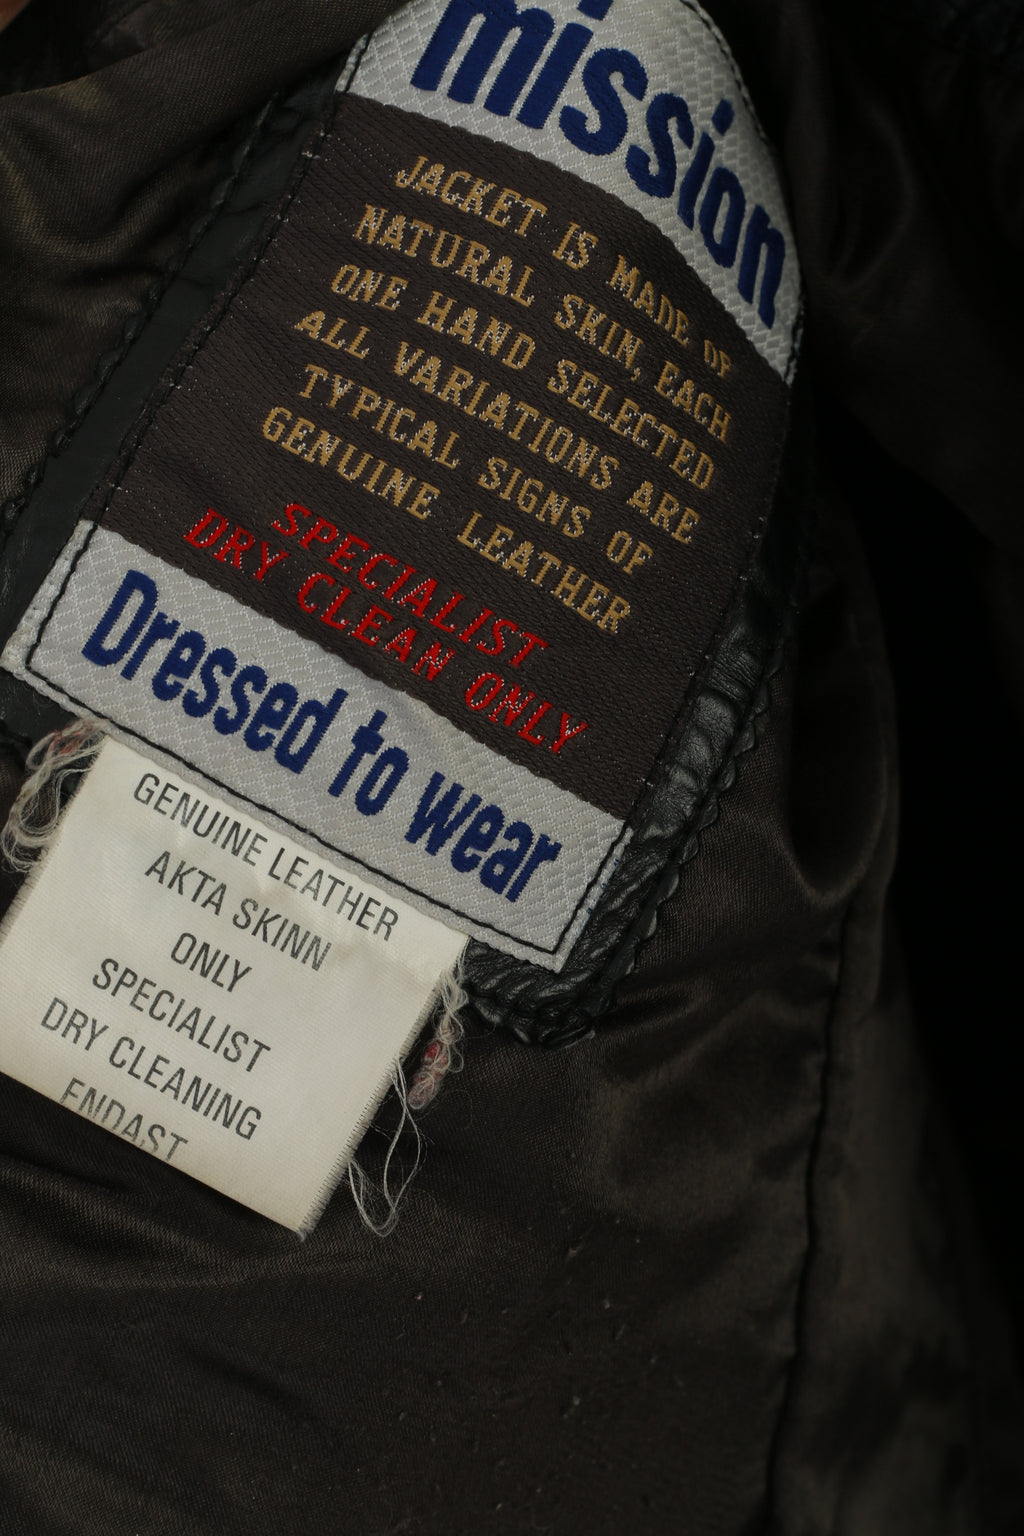 mission
JACKET IS MADE OF
NATURAL SKIN, EACH
ONE HAND SELECTED
ALL VARIATIONS ARE
TYPICAL SIGNS OF
GENUINE LEATHER
SPECIALIST
DRY CLEAN ONLY
Dressed to wear
GENUINE LEATHER
AKTA SKINN
ONLY
SPECIALIST
DRY CLEANING
ENDAST